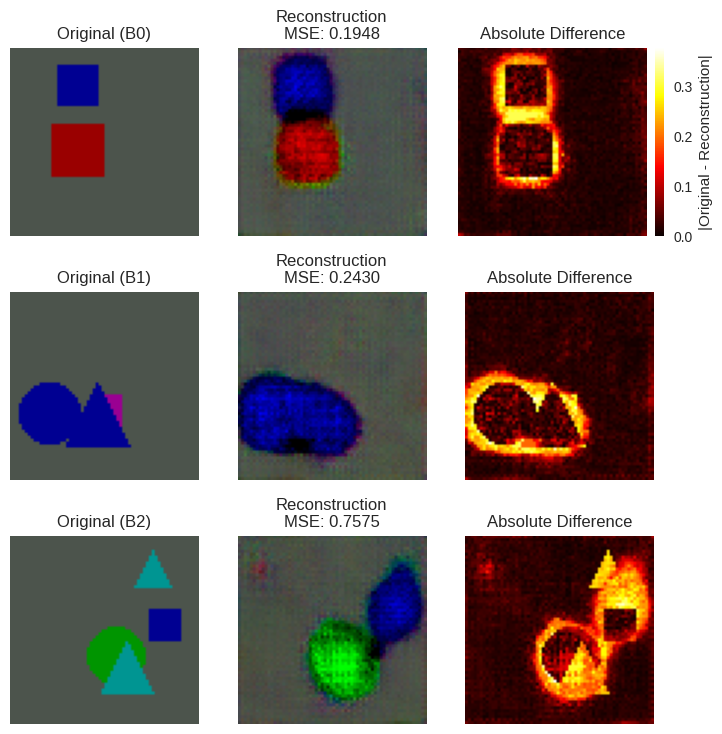 Original (B0)
Reconstruction
MSE: 0.1948
Absolute Difference
0.3
0.2
0.1
0.0
|Original - Reconstruction|
Original (B1)
Reconstruction
MSE: 0.2430
Absolute Difference
Original (B2)
Reconstruction
MSE: 0.7575
Absolute Difference